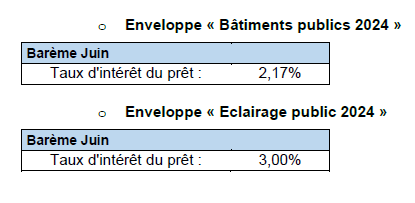 o Enveloppe « Bâtiments publics 2024 »
Barème Juin
Taux d'intérêt du prêt : 2,17%
o Enveloppe « Eclairage public 2024 »
Barème Juin
Taux d'intérêt du prêt : 3,00%